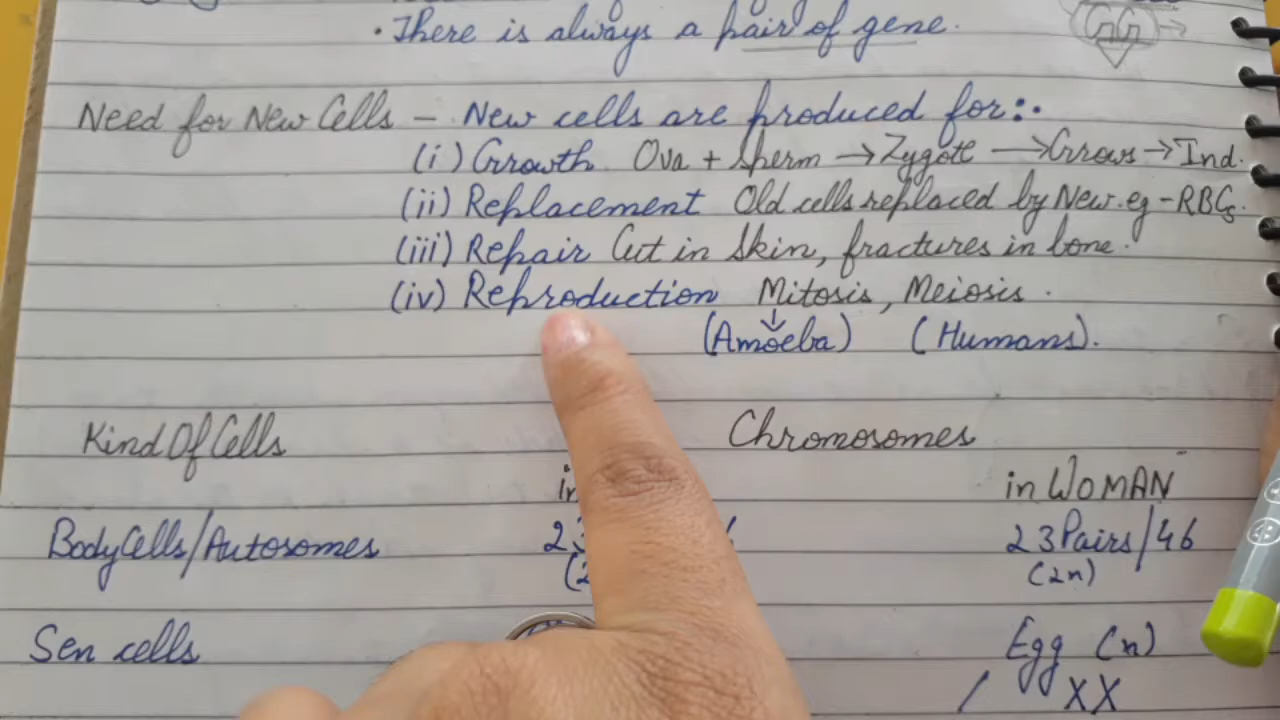 • There is always a pair of gene.
Need for New Cells – New cells are produced for:-
(i) Growth Ova + Sperm → Zygote → Grows → Ind.
(ii) Replacement Old cells replaced by New. eg - RBCs.
(iii) Repair Cut in Skin, fractures in bone.
(iv) Reproduction Mitosis, Meiosis.
↓
(Amoeba) (Humans).
Kind Of Cells Chromosomes
in WOMAN
Body Cells/Autosomes 23 Pairs/46
(2n)
Sex cells Egg (n)
XX